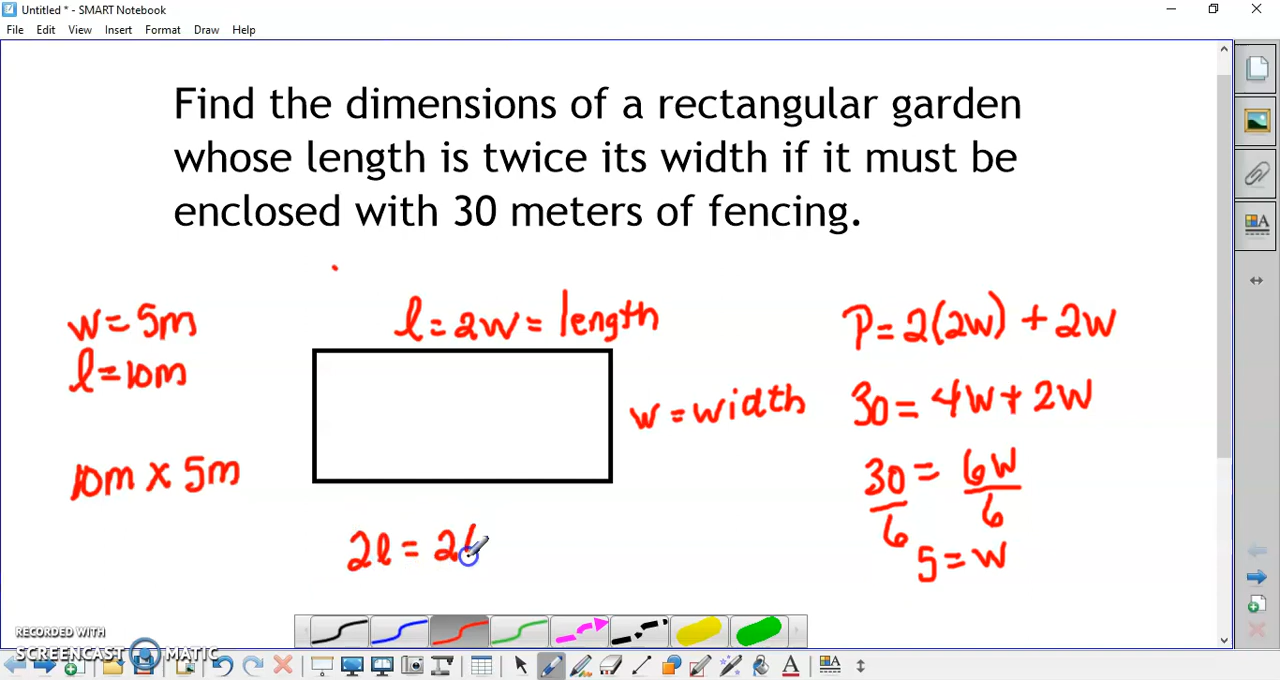 Untitled * - SMART Notebook
File Edit View Insert Format Draw Help
Find the dimensions of a rectangular garden
whose length is twice its width if it must be
enclosed with 30 meters of fencing.
w = 5m
l = 10m
10m x 5m
l = 2w = length
w = width
2l = 2
P = 2(2w) + 2w
30 = 4w + 2w
30 = 6w
6 6
5 = w
RECORDED WITH
SCREENCAST MATIC